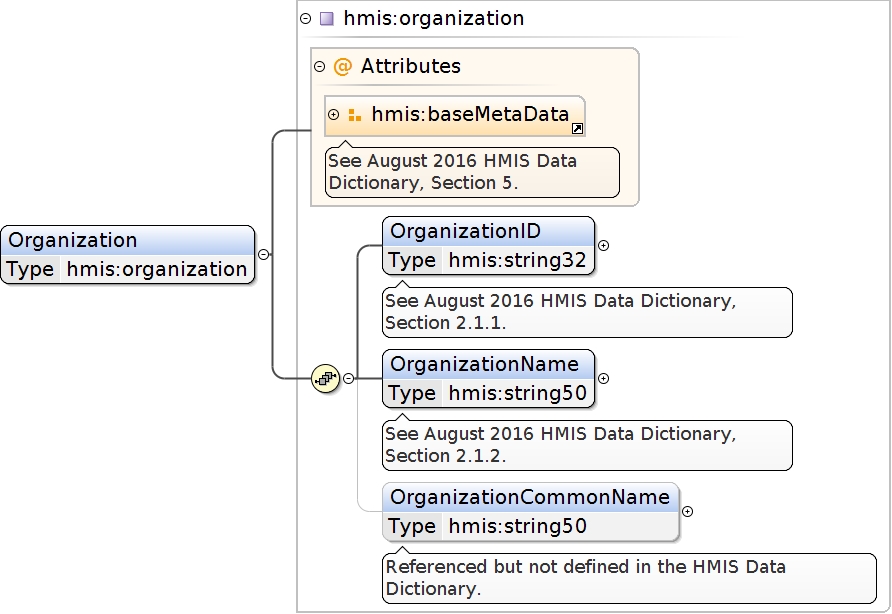 hmis:organization
@ Attributes
hmis:baseMetaData
See August 2016 HMIS Data
Dictionary, Section 5.
Organization
Type hmis:organization
OrganizationID
Type hmis:string32
See August 2016 HMIS Data Dictionary,
Section 2.1.1.
OrganizationName
Type hmis:string50
See August 2016 HMIS Data Dictionary,
Section 2.1.2.
OrganizationCommonName
Type hmis:string50
Referenced but not defined in the HMIS Data
Dictionary.